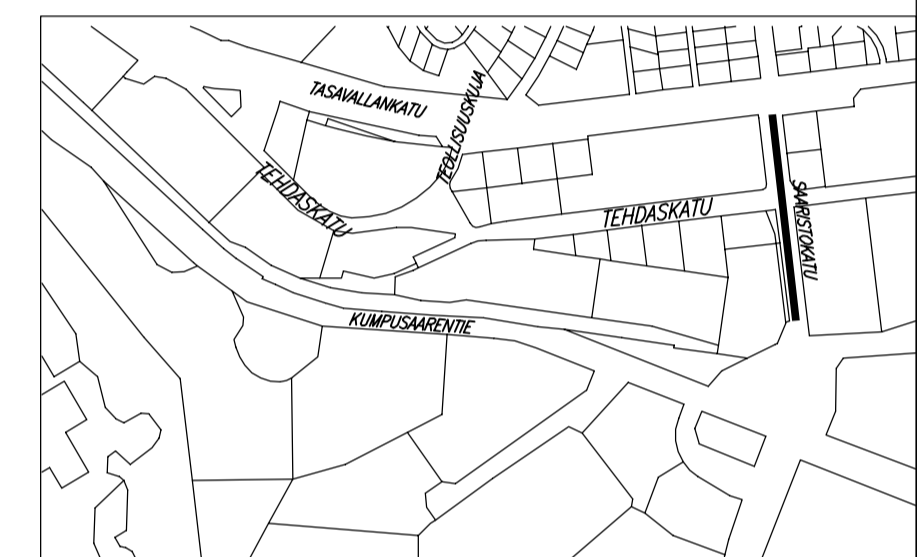 TASAVALLANKATU
TEOLLISUUSKUJA
TEHDASKATU
TEHDASKATU
SAARISTOKATU
KUMPUSAARENTIE